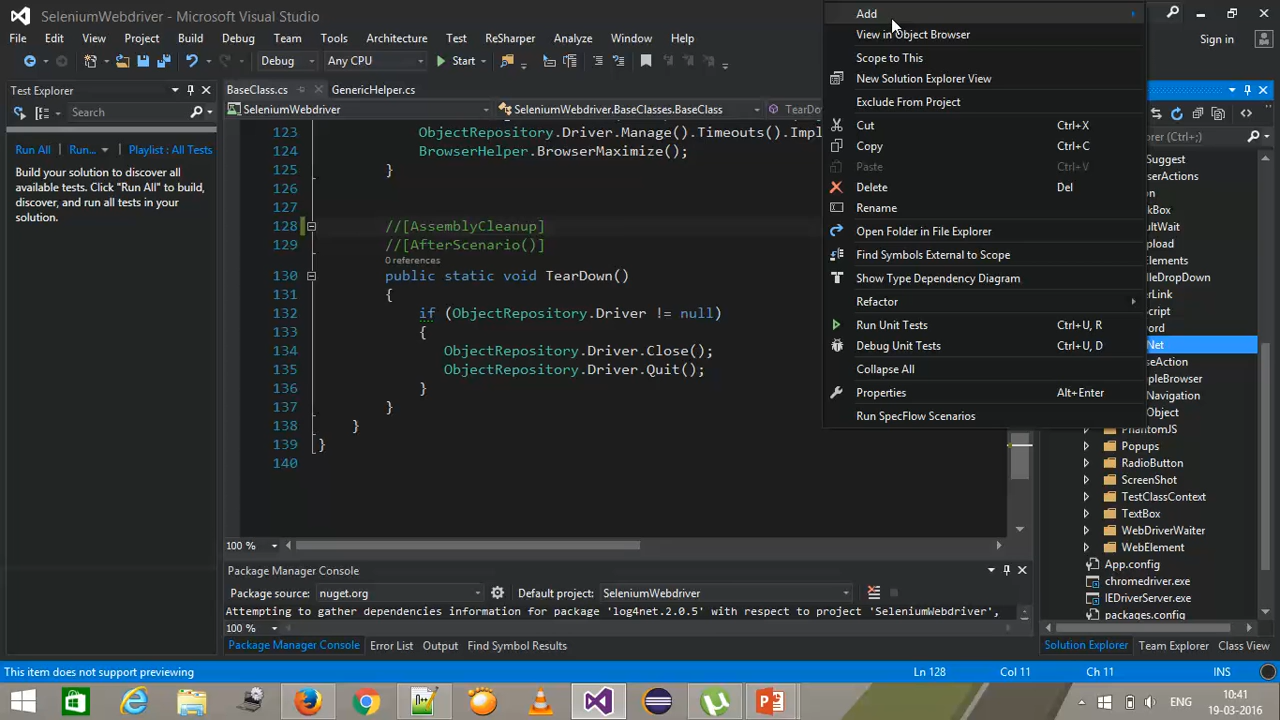 SeleniumWebdriver - Microsoft Visual Studio
File Edit View Project Build Debug Team Tools Architecture Test ReSharper Analyze Window Help
Sign in
Debug Any CPU Start
Test Explorer
Search
Run All Run... Playlist : All Tests
Build your solution to discover all
available tests. Click "Run All" to build,
discover, and run all tests in your
solution.
BaseClass.cs GenericHelper.cs
SeleniumWebdriver SeleniumWebdriver.BaseClasses.BaseClass TearDo
123 ObjectRepository.Driver.Manage().Timeouts().Impl
124 BrowserHelper.BrowserMaximize();
125 }
126
127
128 //[AssemblyCleanup]
129 //[AfterScenario()]
0 references
130 public static void TearDown()
131 {
132 if (ObjectRepository.Driver != null)
133 {
134 ObjectRepository.Driver.Close();
135 ObjectRepository.Driver.Quit();
136 }
137 }
138 }
139 }
140
100 %
Add
View in Object Browser
Scope to This
New Solution Explorer View
Exclude From Project
Cut Ctrl+X
Copy Ctrl+C
Paste Ctrl+V
Delete Del
Rename
Open Folder in File Explorer
Find Symbols External to Scope
Show Type Dependency Diagram
Refactor
Run Unit Tests Ctrl+U, R
Debug Unit Tests Ctrl+U, D
Collapse All
Properties Alt+Enter
Run SpecFlow Scenarios
(Ctrl+;)
Suggest
erActions
on
kBox
ultWait
ypto
Elements
leDropDown
erLink
cript
ord
Net
seAction
pleBrowser
Navigation
Object
PhantomJS
Popups
RadioButton
ScreenShot
TestClassContext
TextBox
WebDriverWaiter
WebElement
App.config
chromedriver.exe
IEDriverServer.exe
packages.config
Solution Explorer Team Explorer Class View
Package Manager Console
Package source: nuget.org Default project: SeleniumWebdriver
Attempting to gather dependencies information for package 'log4net.2.0.5' with respect to project 'SeleniumWebdriver',
100 %
Package Manager Console Error List Output Find Symbol Results
This item does not support previewing Ln 128 Col 11 Ch 11 INS
ENG
10:41
19-03-2016